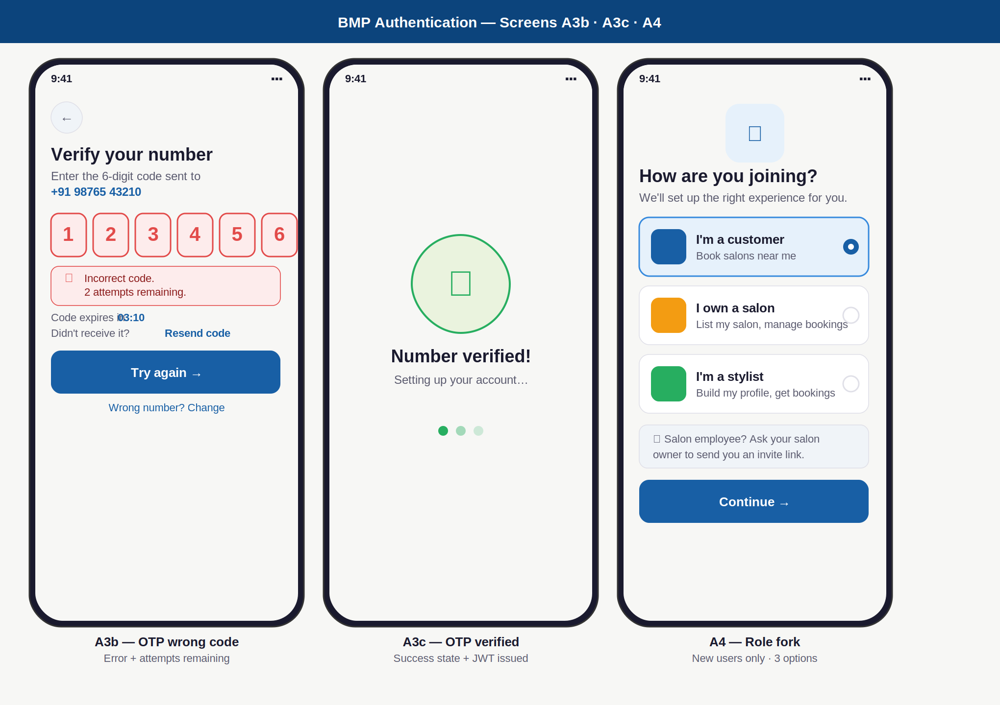 BMP Authentication — Screens A3b · A3c · A4
9:41
←
Verify your number
Enter the 6-digit code sent to
+91 98765 43210
1 2 3 4 5 6
Incorrect code.
2 attempts remaining.
Code expires in: 03:10
Didn't receive it? Resend code
Try again →
Wrong number? Change
A3b — OTP wrong code
Error + attempts remaining
9:41
Number verified!
Setting up your account…
A3c — OTP verified
Success state + JWT issued
9:41
How are you joining?
We'll set up the right experience for you.
I'm a customer
Book salons near me
I own a salon
List my salon, manage bookings
I'm a stylist
Build my profile, get bookings
Salon employee? Ask your salon
owner to send you an invite link.
Continue →
A4 — Role fork
New users only · 3 options